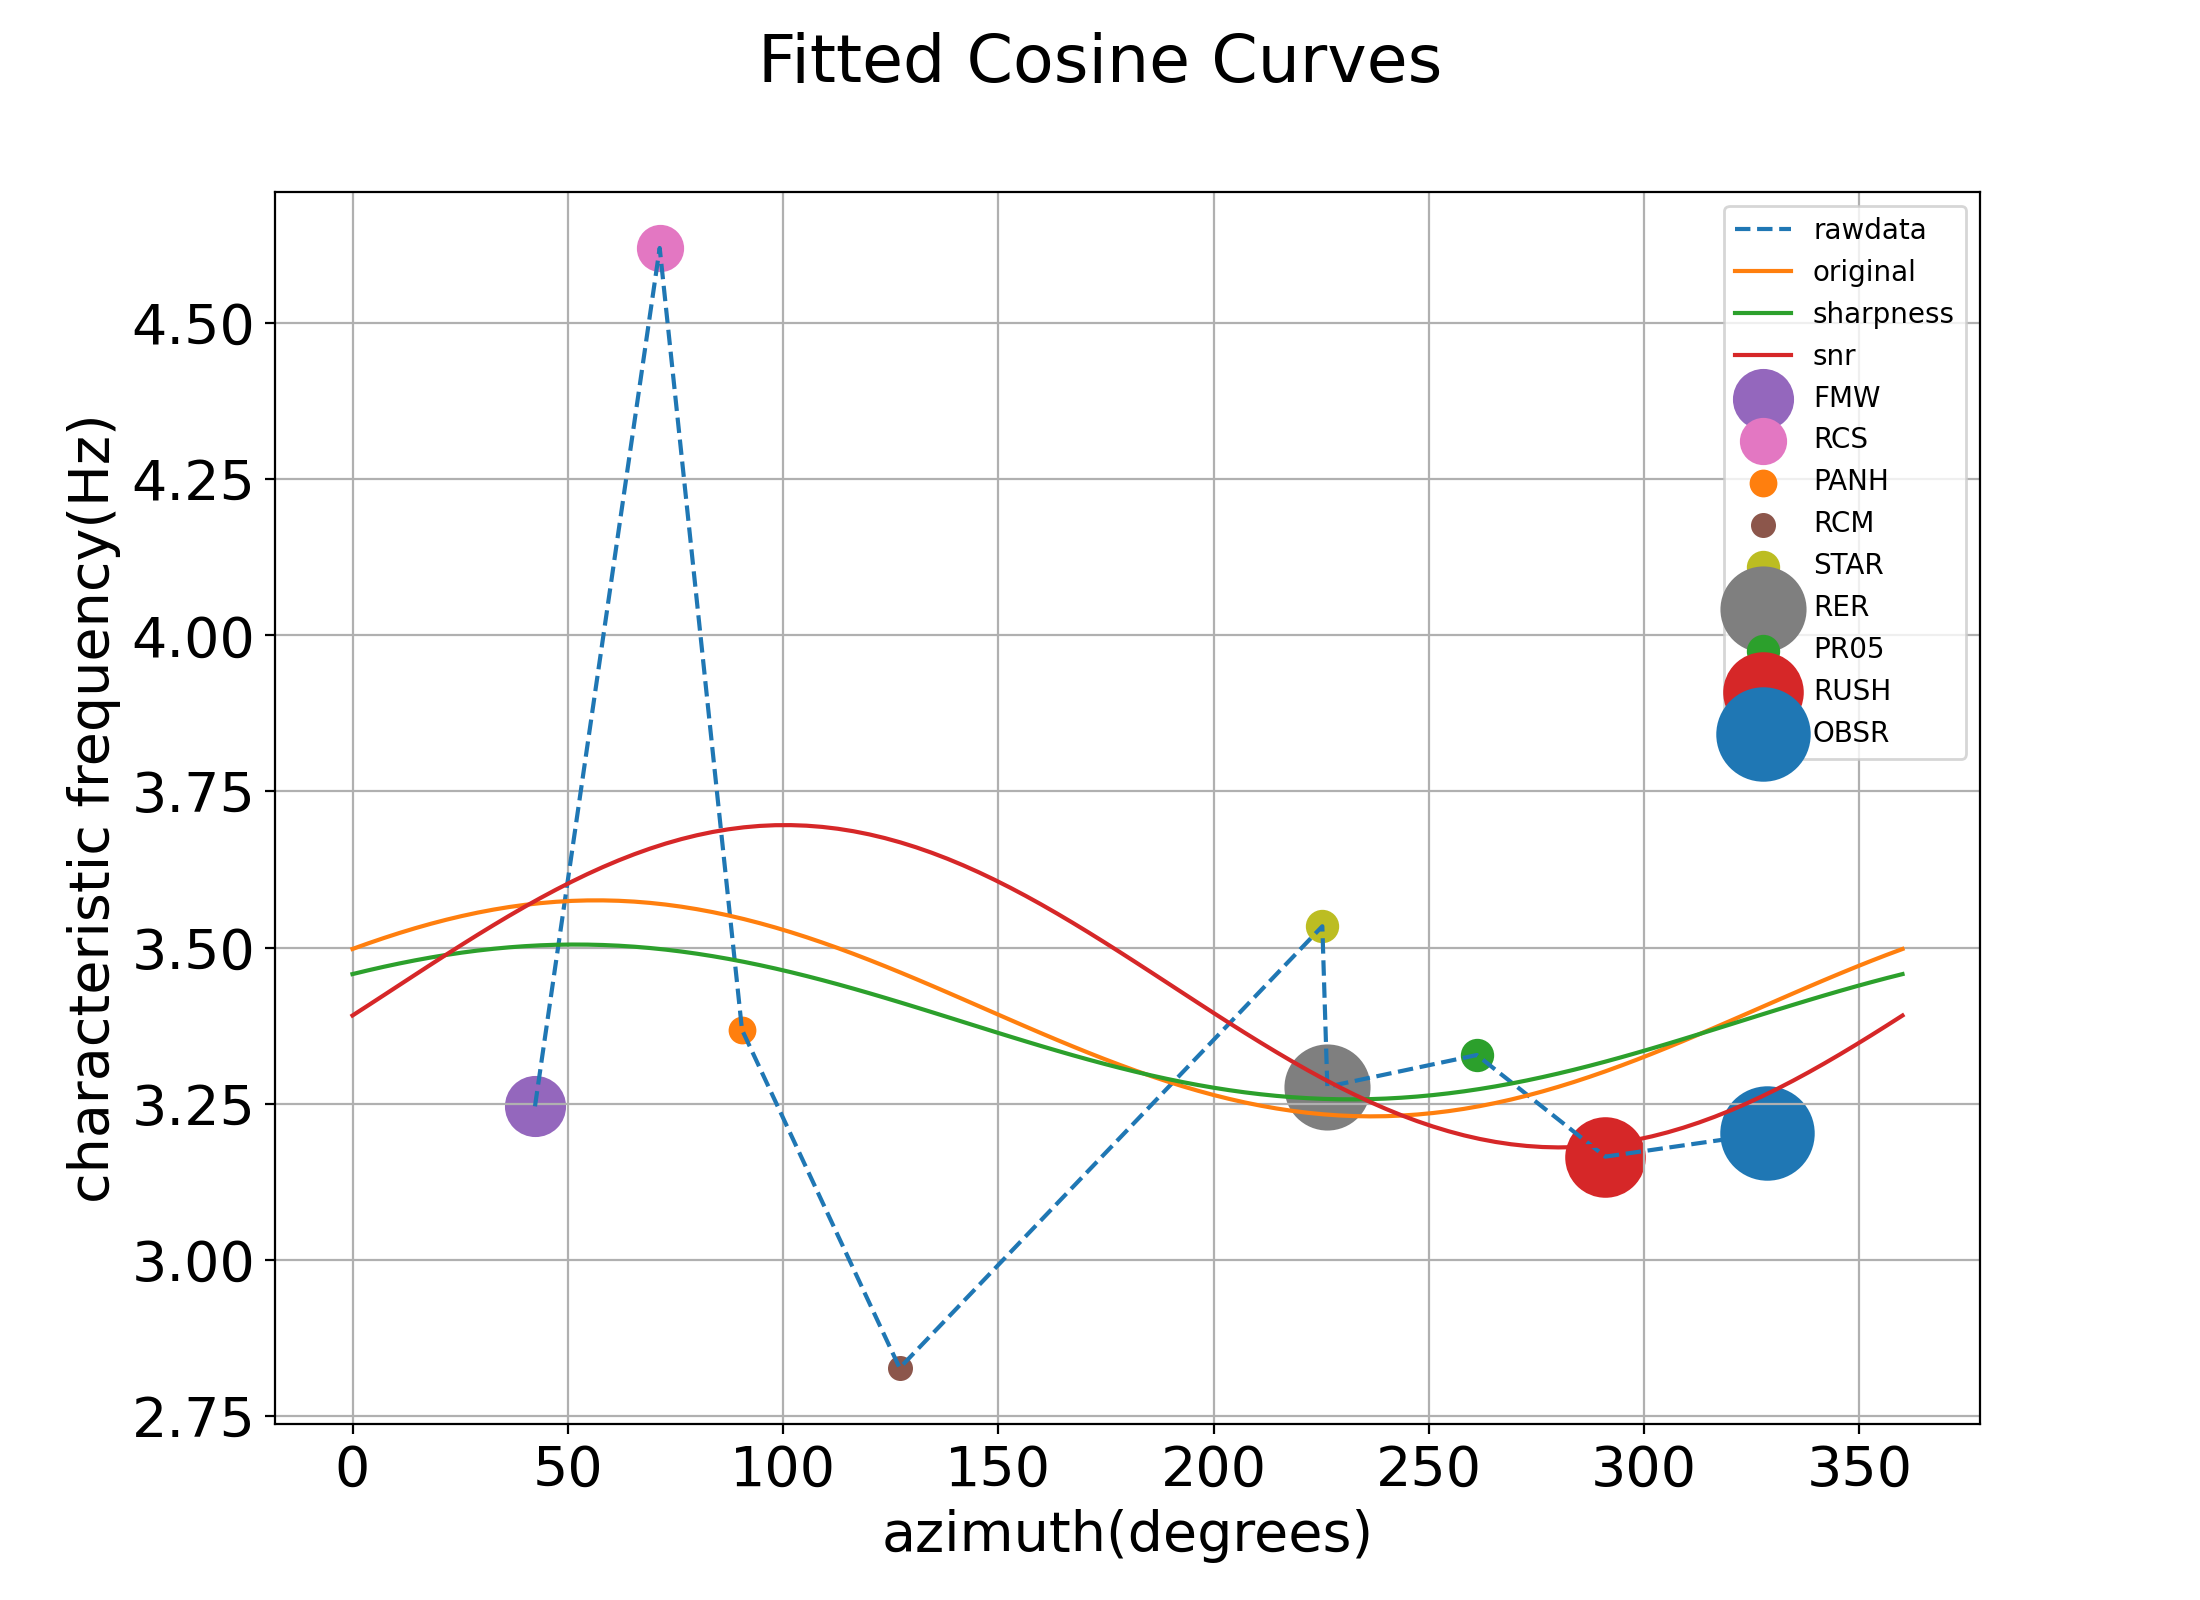 Fitted Cosine Curves
rawdata
original
sharpness
snr
FMW
RCS
PANH
RCM
STAR
RER
PR05
RUSH
OBSR
characteristic frequency(Hz)
4.50
4.25
4.00
3.75
3.50
3.25
3.00
2.75
0 50 100 150 200 250 300 350
azimuth(degrees)